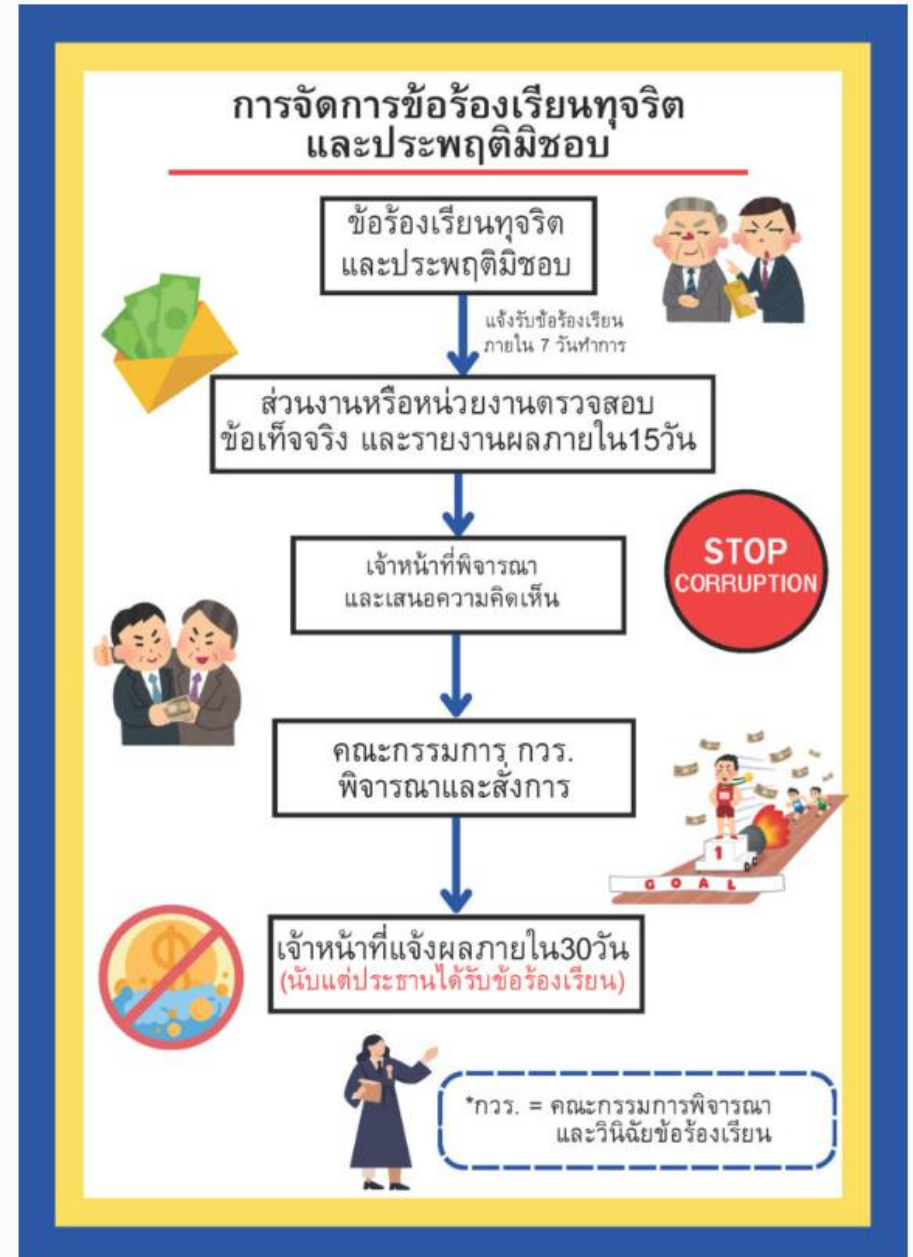 การจัดการข้อร้องเรียนทุจริต
และประพฤติมิชอบ
ข้อร้องเรียนทุจริต
และประพฤติมิชอบ
แจ้งรับข้อร้องเรียน
ภายใน 7 วันทำการ
ส่วนงานหรือหน่วยงานตรวจสอบ
ข้อเท็จจริง และรายงานผลภายใน15วัน
เจ้าหน้าที่พิจารณา
และเสนอความคิดเห็น
STOP
CORRUPTION
คณะกรรมการ กวร.
พิจารณาและสั่งการ
1
GOAL
เจ้าหน้าที่แจ้งผลภายใน30วัน
(นับแต่ประธานได้รับข้อร้องเรียน)
*กวร. = คณะกรรมการพิจารณา
และวินิฉัยข้อร้องเรียน